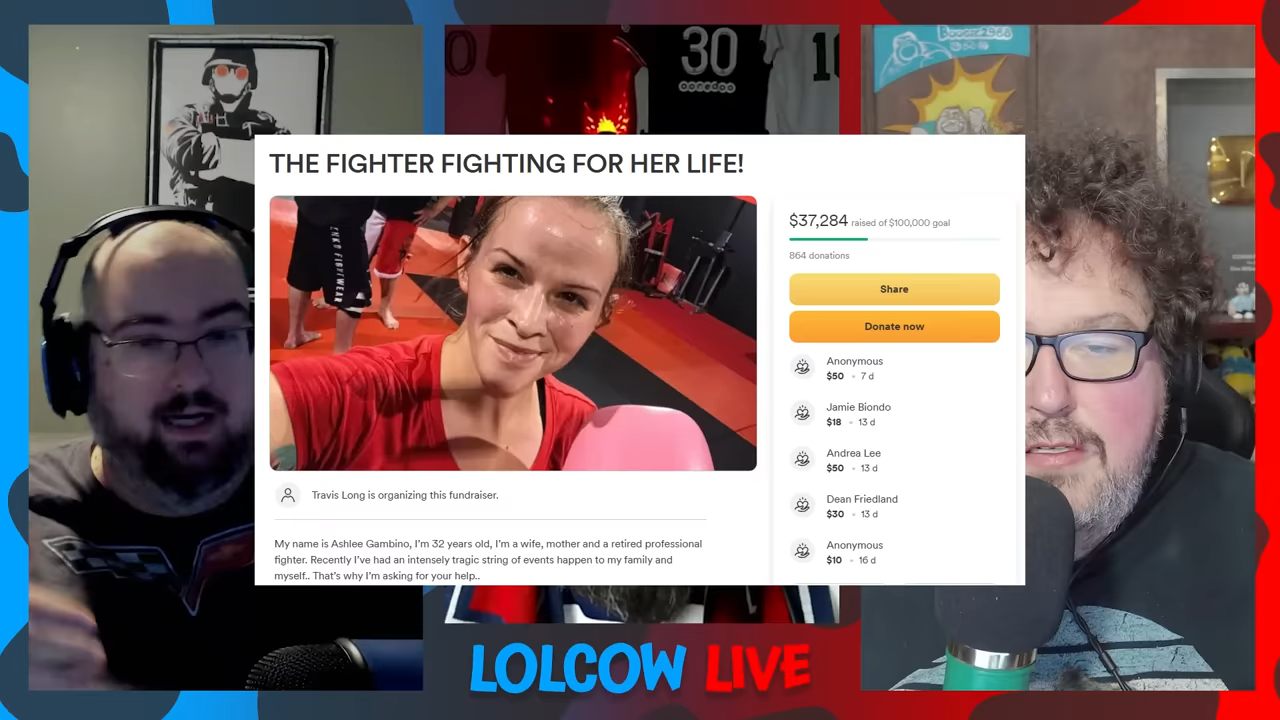 Boogie2988
0
30
ooredoo
10
THE FIGHTER FIGHTING FOR HER LIFE!
$37,284 raised of $100,000 goal
864 donations
Share
Donate now
Anonymous
$50 • 7 d
Jamie Biondo
$18 • 13 d
Andrea Lee
$50 • 13 d
Dean Friedland
$30 • 13 d
Anonymous
$10 • 16 d
Travis Long is organizing this fundraiser.
My name is Ashlee Gambino, I'm 32 years old, I'm a wife, mother and a retired professional
fighter. Recently I've had an intensely tragic string of events happen to my family and
myself.. That's why I'm asking for your help..
LOLCOW LIVE